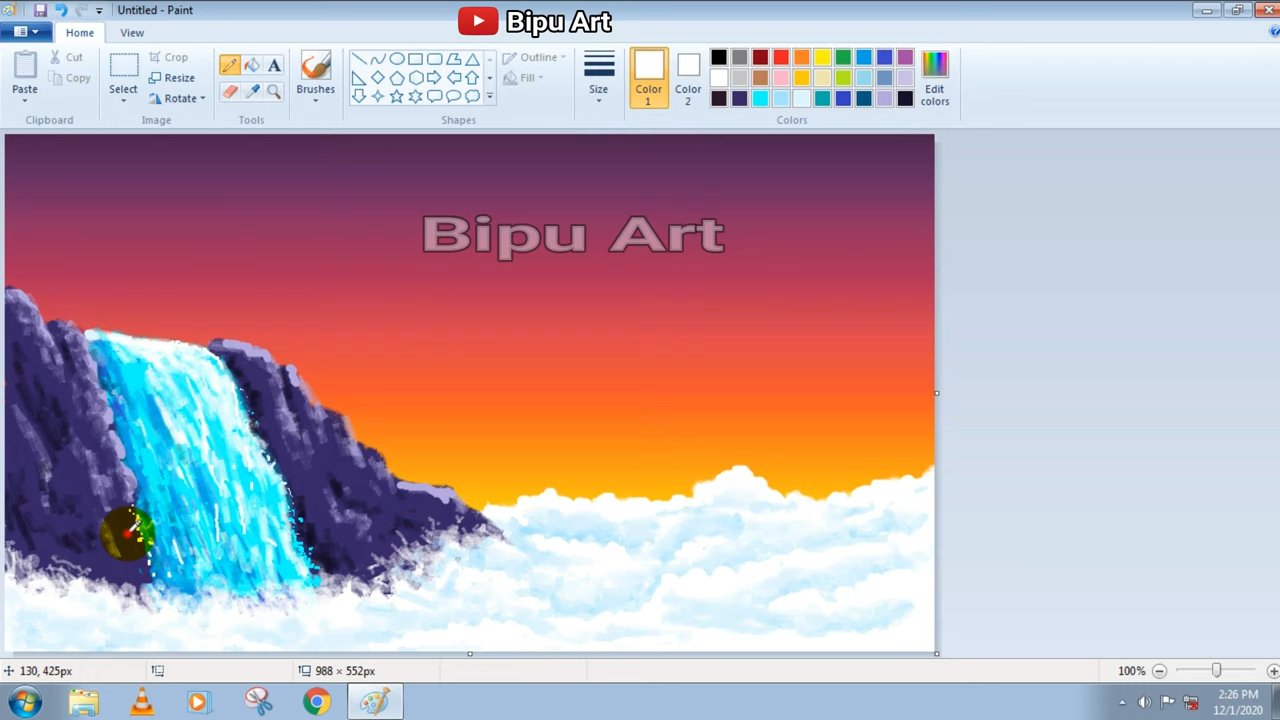 Untitled - Paint
Bipu Art
Home
View
Paste
Cut
Copy
Clipboard
Select
Crop
Resize
Rotate
Image
A
Tools
Brushes
Shapes
Outline
Fill
Size
Color
1
Color
2
Colors
Edit
colors
Bipu Art
130, 425px
988 × 552px
100%
2:26 PM
12/1/2020